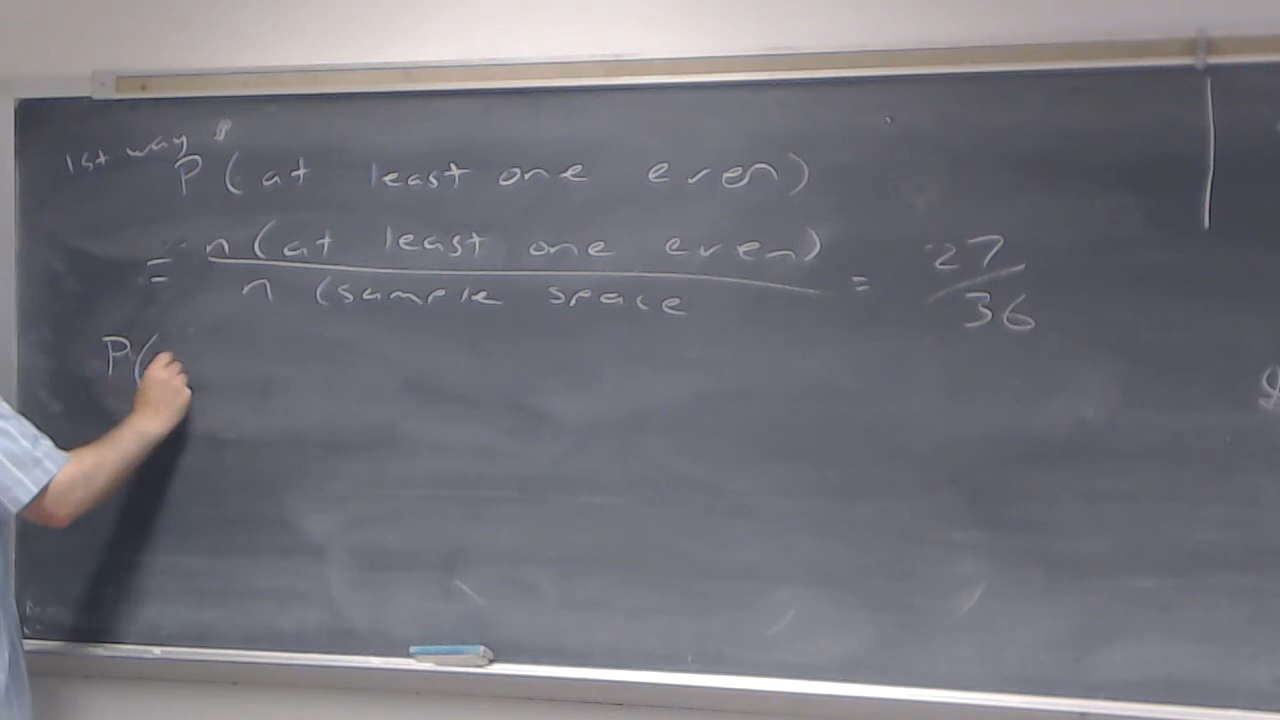 1st way :
P(at least one even)
= n(at least one even) / n (sample space = 27/36
P(